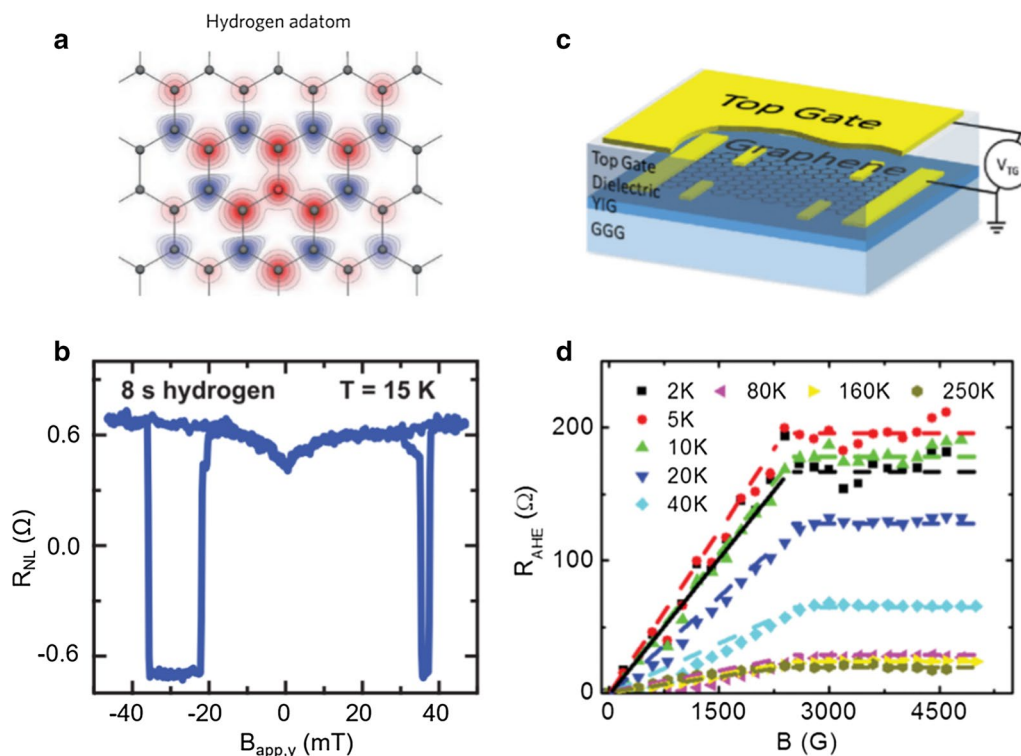 Hydrogen adatom
a
c
Top Gate
Graphene
Top Gate
Dielectric
YIG
GGG
V_TG
b
8 s hydrogen
T = 15 K
0.6
0.0
-0.6
R_NL (Ω)
-40
-20
0
20
40
B_app,y (mT)
d
2K
80K
160K
250K
5K
10K
20K
40K
200
100
0
R_AHE (Ω)
0
1500
3000
4500
B (G)